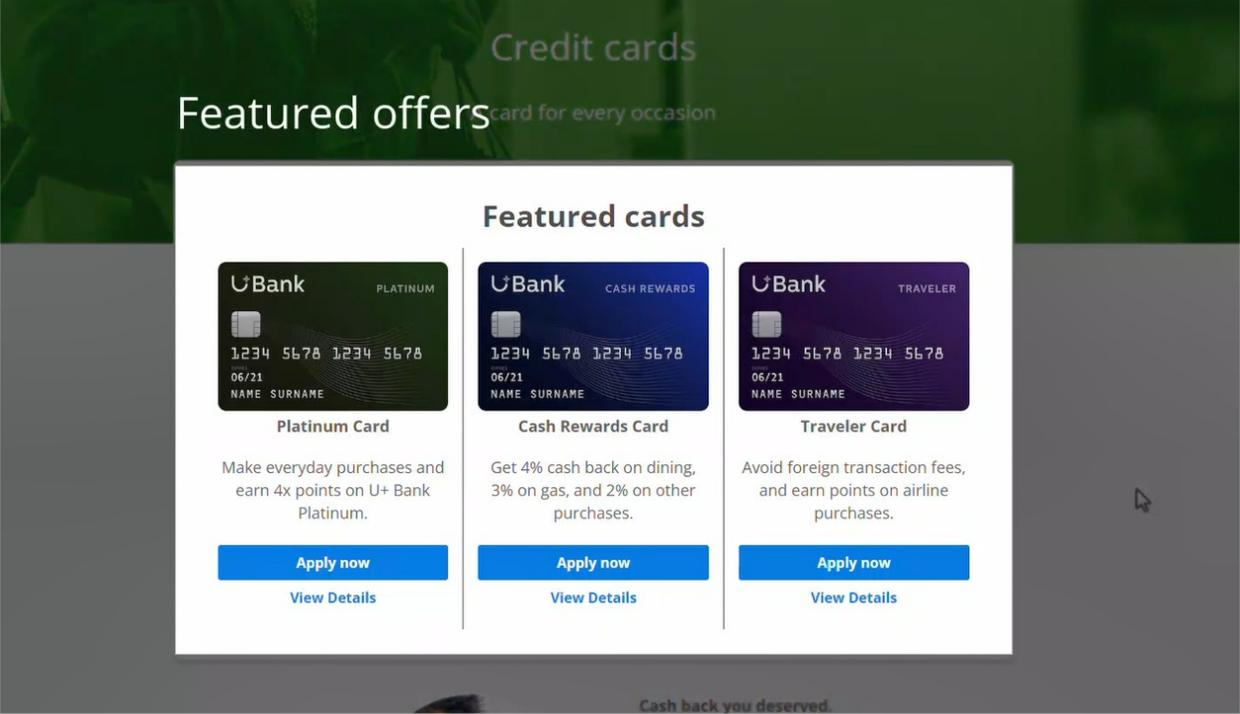 Credit cards
Featured offers
card for every occasion
Featured cards
U+Bank PLATINUM
1234 5678 1234 5678
06/21
NAME SURNAME
Platinum Card
Make everyday purchases and
earn 4x points on U+ Bank
Platinum.
Apply now
View Details
U+Bank CASH REWARDS
1234 5678 1234 5678
06/21
NAME SURNAME
Cash Rewards Card
Get 4% cash back on dining,
3% on gas, and 2% on other
purchases.
Apply now
View Details
U+Bank TRAVELER
1234 5678 1234 5678
06/21
NAME SURNAME
Traveler Card
Avoid foreign transaction fees,
and earn points on airline
purchases.
Apply now
View Details
Cash back you deserved.